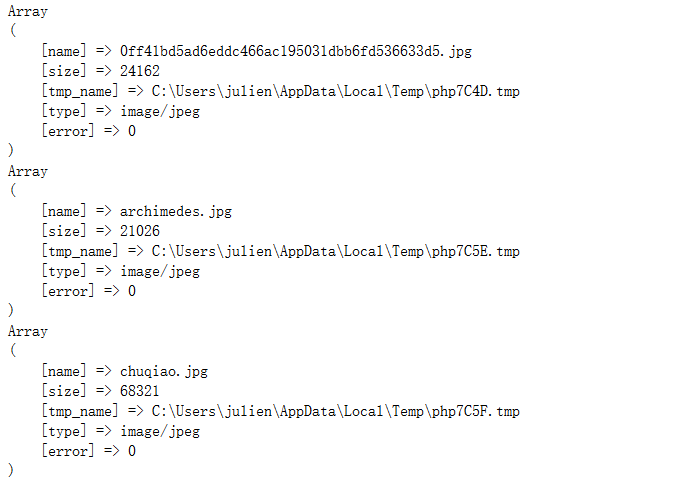 Array
(
    [name] => 0ff41bd5ad6eddc466ac195031dbb6fd536633d5.jpg
    [size] => 24162
    [tmp_name] => C:\Users\julien\AppData\Local\Temp\php7C4D.tmp
    [type] => image/jpeg
    [error] => 0
)
Array
(
    [name] => archimedes.jpg
    [size] => 21026
    [tmp_name] => C:\Users\julien\AppData\Local\Temp\php7C5E.tmp
    [type] => image/jpeg
    [error] => 0
)
Array
(
    [name] => chuqiao.jpg
    [size] => 68321
    [tmp_name] => C:\Users\julien\AppData\Local\Temp\php7C5F.tmp
    [type] => image/jpeg
    [error] => 0
)